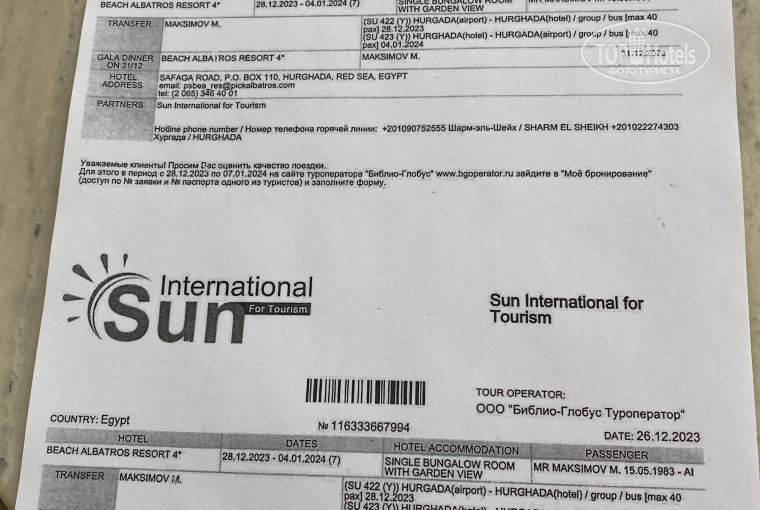 BEACH ALBATROS RESORT 4*
28.12.2023 - 04.01.2024 (7)
SINGLE BUNGALOW ROOM
WITH GARDEN VIEW
TRANSFER
MAKSIMOV M.
(SU 422 (Y)) HURGADA(airport) - HURGHADA(hotel) / group / bus [max 40
pax] 28.12.2023
(SU 423 (Y)) HURGADA(hotel) - HURGHADA(airport) / group / bus [max 40
pax] 04.01.2024
GALA DINNER
ON 31/12
BEACH ALBATROS RESORT 4*
MAKSIMOV M.
31.12.2023
HOTEL
ADDRESS
SAFAGA ROAD, P.O. BOX 110, HURGHADA, RED SEA, EGYPT
email: psbea_res@pickalbatros.com
tel: (2 065) 346 40 01
PARTNERS
Sun International for Tourism
Hotline phone number / Номер телефона горячей линии: +201090752555 Шарм-эль-Шейх / SHARM EL SHEIKH +201022274303
Хургада / HURGHADA
Уважаемые клиенты! Просим Вас оценить качество поездки.
Для этого в период с 28.12.2023 по 07.01.2024 на сайте туроператора "Библио-Глобус" www.bgoperator.ru зайдите в "Моё бронирование"
(доступ по № заявки и № паспорта одного из туристов) и заполните форму.
TOPHotels
ФОТО ТУРИСТА
International
Sun
For Tourism
Sun International for
Tourism
№ 116333667994
TOUR OPERATOR:
ООО "Библио-Глобус Туроператор"
COUNTRY: Egypt
DATE: 26.12.2023
HOTEL
DATES
HOTEL ACCOMMODATION
PASSENGER
BEACH ALBATROS RESORT 4*
28.12.2023 - 04.01.2024 (7)
SINGLE BUNGALOW ROOM
WITH GARDEN VIEW
MR MAKSIMOV M. 15.05.1983 - AI
TRANSFER
MAKSIMOV M.
(SU 422 (Y)) HURGADA(airport) - HURGHADA(hotel) / group / bus [max 40
pax] 28.12.2023